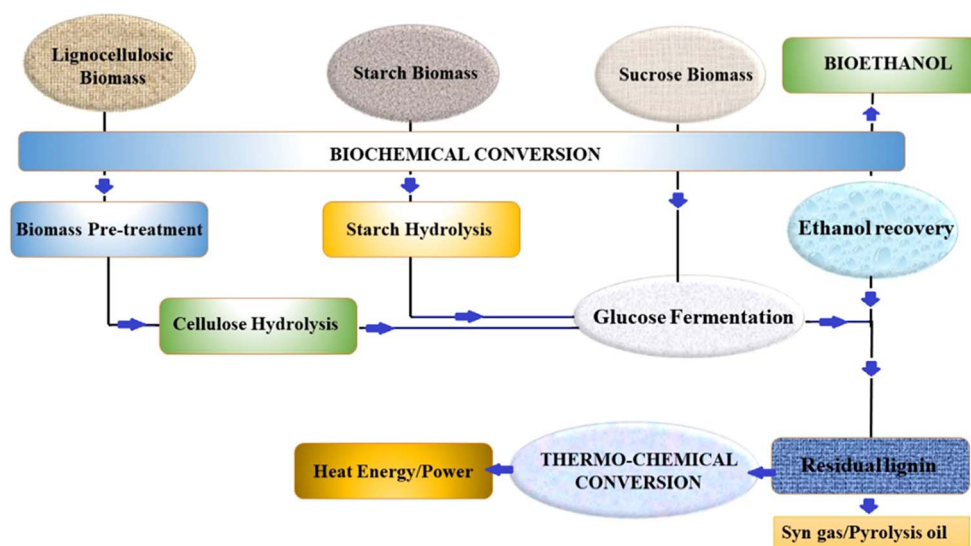 Lignocellulosic
Biomass
Starch Biomass
Sucrose Biomass
BIOETHANOL
BIOCHEMICAL CONVERSION
Biomass Pre-treatment
Starch Hydrolysis
Ethanol recovery
Cellulose Hydrolysis
Glucose Fermentation
Heat Energy/Power
THERMO-CHEMICAL
CONVERSION
Residual lignin
Syn gas/Pyrolysis oil